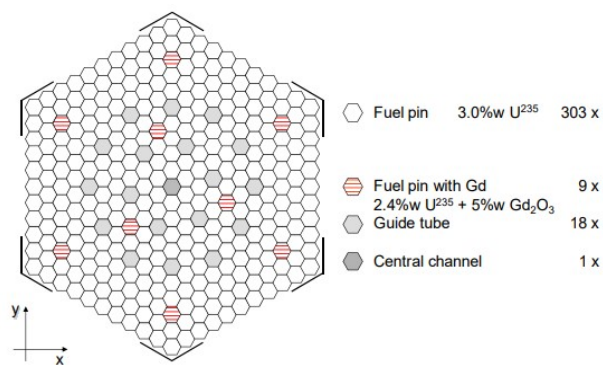 Fuel pin 3.0%w U²³⁵ 303 x
Fuel pin with Gd 9 x
2.4%w U²³⁵ + 5%w Gd₂O₃
Guide tube 18 x
Central channel 1 x
y
x